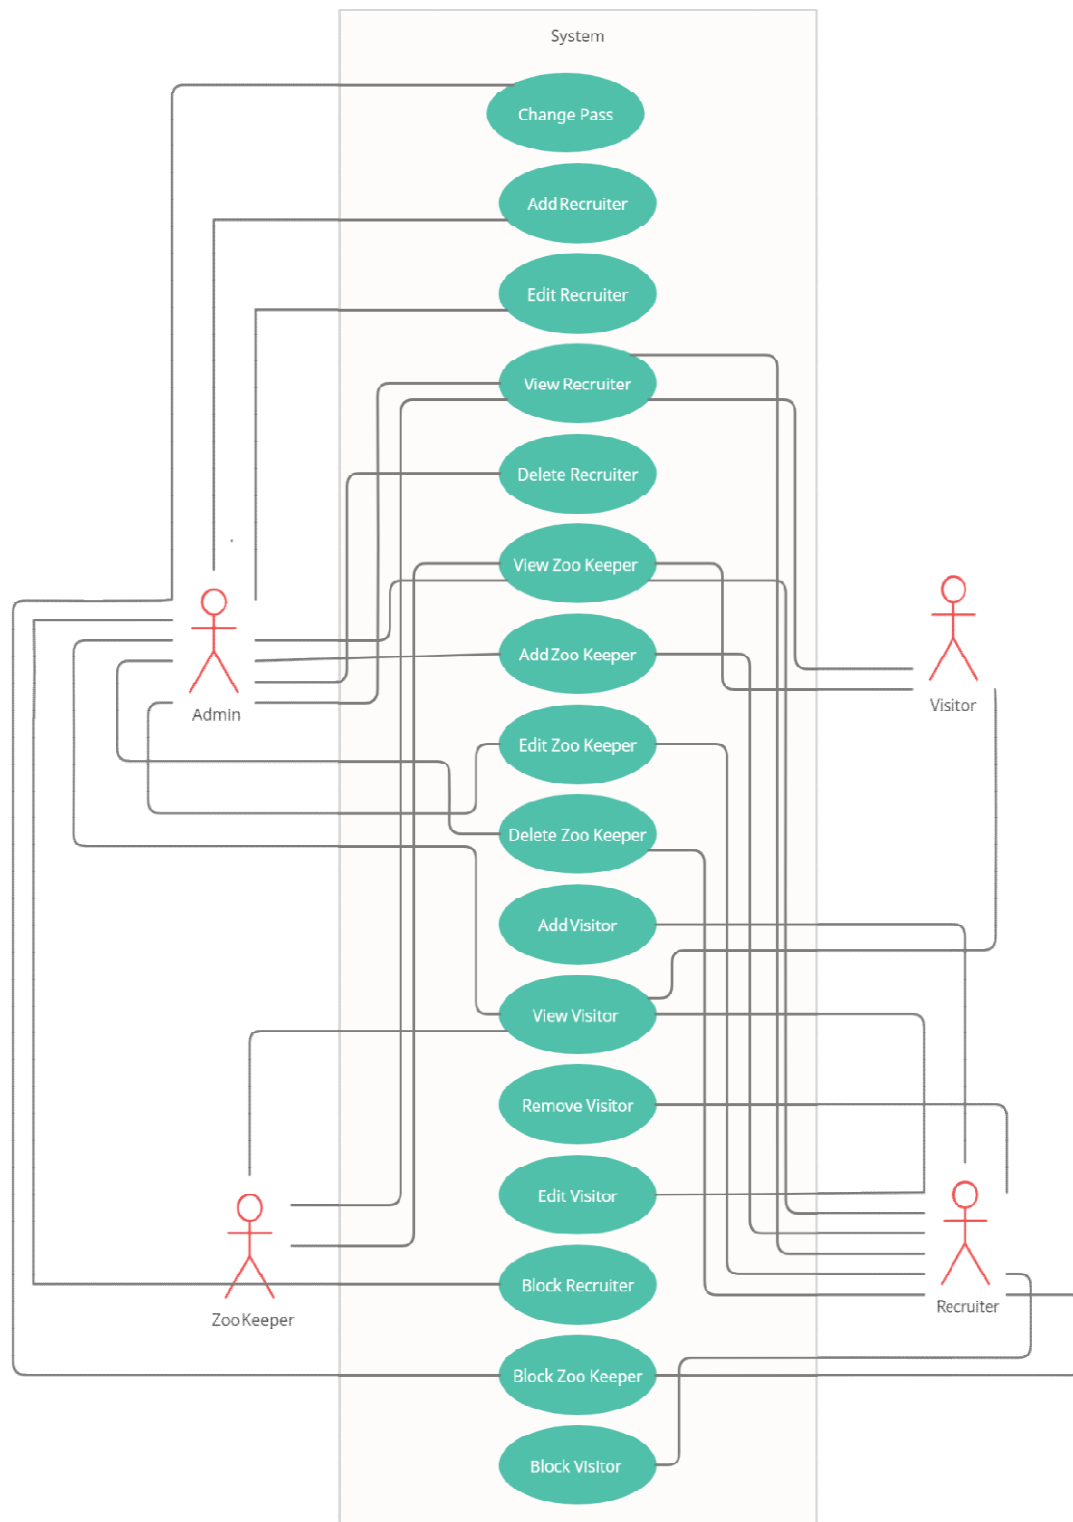 System
Change Pass
Add Recruiter
Edit Recruiter
View Recruiter
Delete Recruiter
View Zoo Keeper
Add Zoo Keeper
Visitor
Admin
Edit Zoo Keeper
Delete Zoo Keeper
Add Visitor
View Visitor
Remove Visitor
Edit Visitor
Block Recruiter
Recruiter
Zoo Keeper
Block Zoo Keeper
Block Visitor